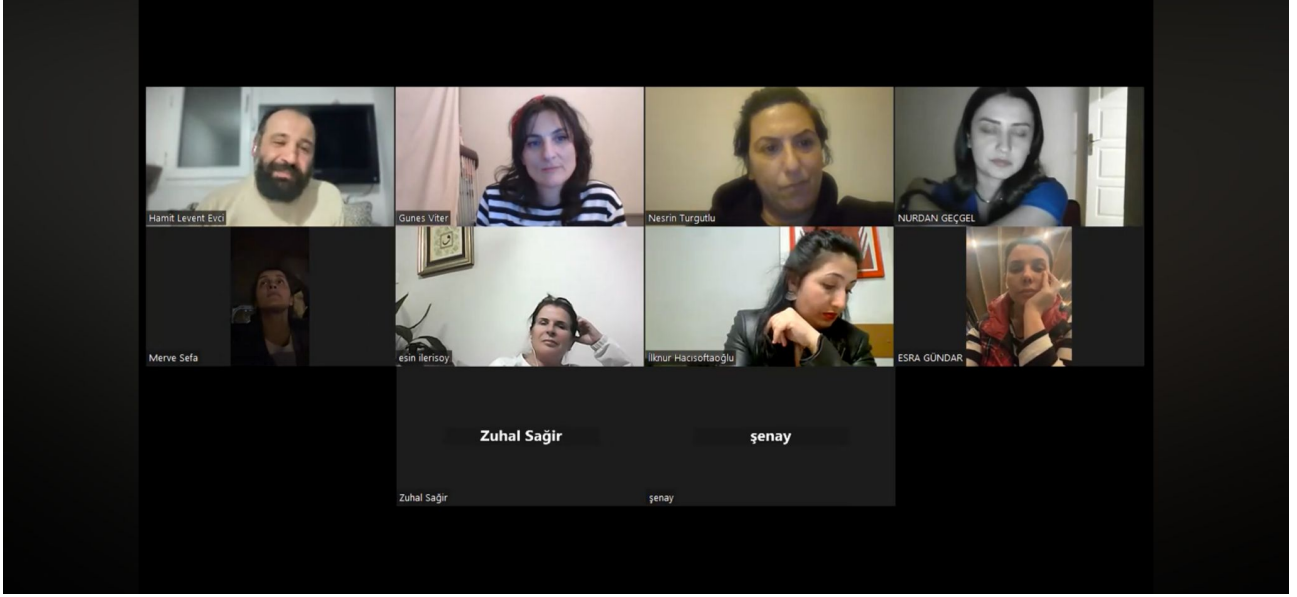 Hamit Levent Evci
Gunes Viter
Nesrin Turgutlu
NURDAN GEÇGEL
Merve Sefa
esin ilerisoy
ilknur Hacısoftaoğlu
ESRA GÜNDAR
Zuhal Sağir
şenay
Zuhal Sağir
şenay